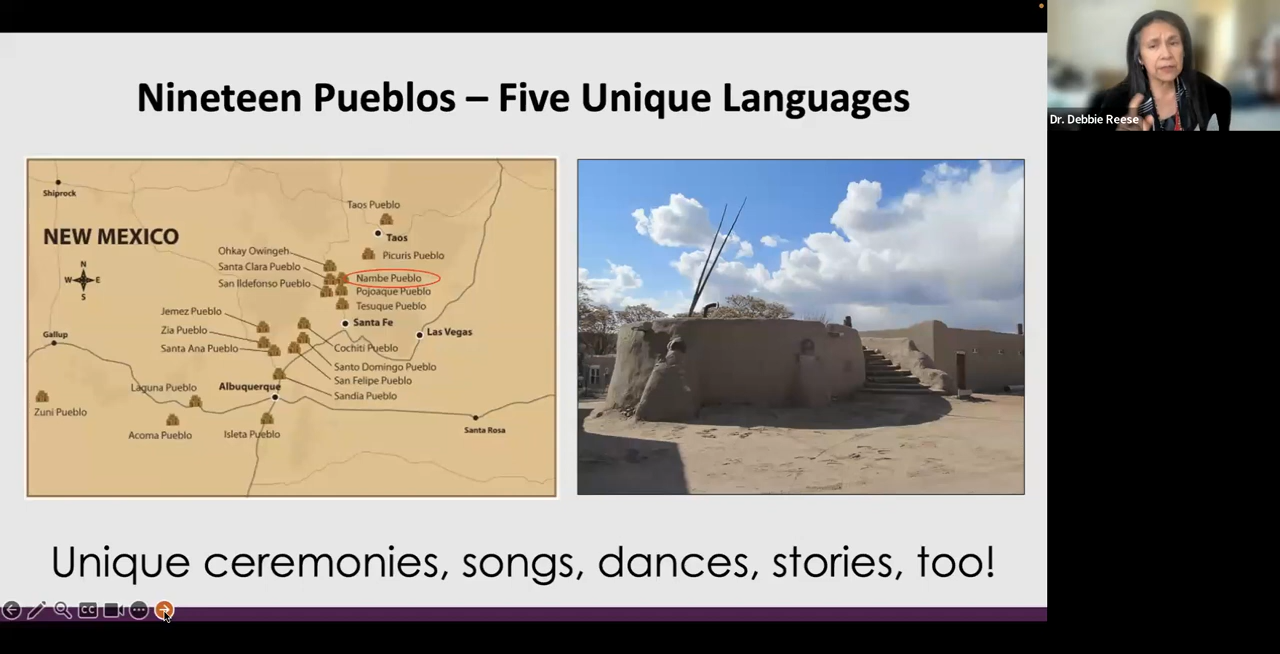 Nineteen Pueblos – Five Unique Languages
Dr. Debbie Reese
Shiprock
NEW MEXICO
N
W E
S
Taos Pueblo
Taos
Picuris Pueblo
Ohkay Owingeh
Santa Clara Pueblo
San Ildefonso Pueblo
Nambe Pueblo
Pojoaque Pueblo
Tesuque Pueblo
Santa Fe
Las Vegas
Jemez Pueblo
Zia Pueblo
Santa Ana Pueblo
Cochiti Pueblo
Santo Domingo Pueblo
San Felipe Pueblo
Sandia Pueblo
Gallup
Laguna Pueblo
Albuquerque
Zuni Pueblo
Acoma Pueblo
Isleta Pueblo
Santa Rosa
Unique ceremonies, songs, dances, stories, too!
CC